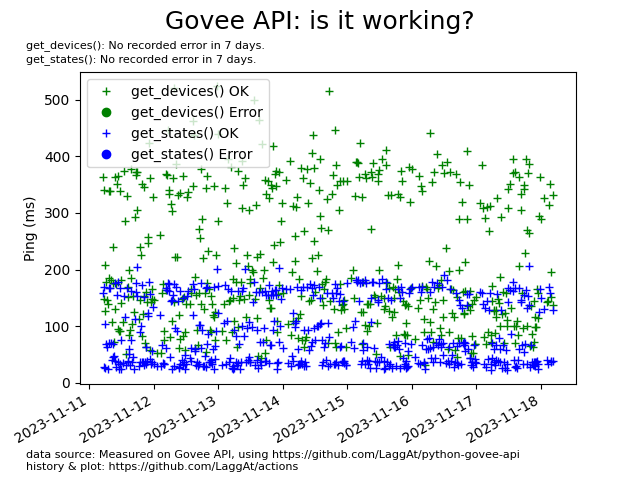 Govee API: is it working?
get_devices(): No recorded error in 7 days.
get_states(): No recorded error in 7 days.
get_devices() OK
get_devices() Error
get_states() OK
get_states() Error
Ping (ms)
500
400
300
200
100
0
2023-11-11
2023-11-12
2023-11-13
2023-11-14
2023-11-15
2023-11-16
2023-11-17
2023-11-18
data source: Measured on Govee API, using https://github.com/LaggAt/python-govee-api
history & plot: https://github.com/LaggAt/actions